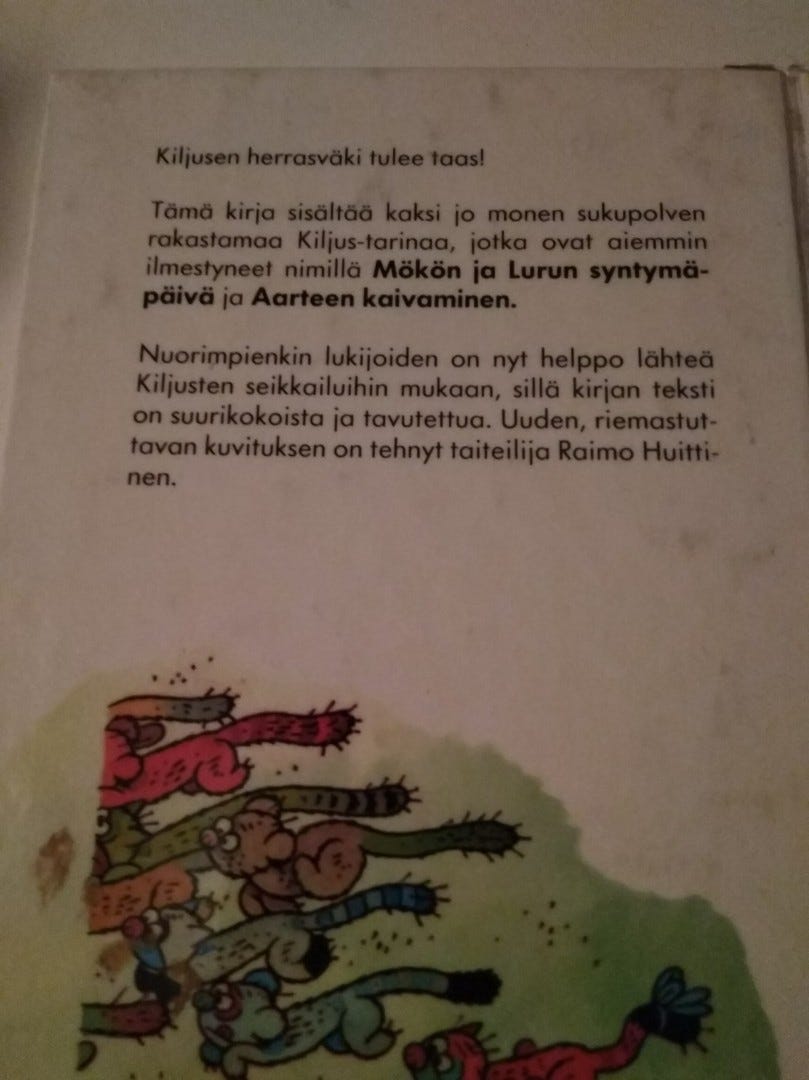 Kiljusen herrasväki tulee taas!
Tämä kirja sisältää kaksi jo monen sukupolven
rakastamaa Kiljus-tarinaa, jotka ovat aiemmin
ilmestyneet nimillä Mökön ja Lurun syntymä-
päivä ja Aarteen kaivaminen.
Nuorimpienkin lukijoiden on nyt helppo lähteä
Kiljusten seikkailuihin mukaan, sillä kirjan teksti
on suurikokoista ja tavutettua. Uuden, riemastut-
tavan kuvituksen on tehnyt taiteilija Raimo Huitti-
nen.